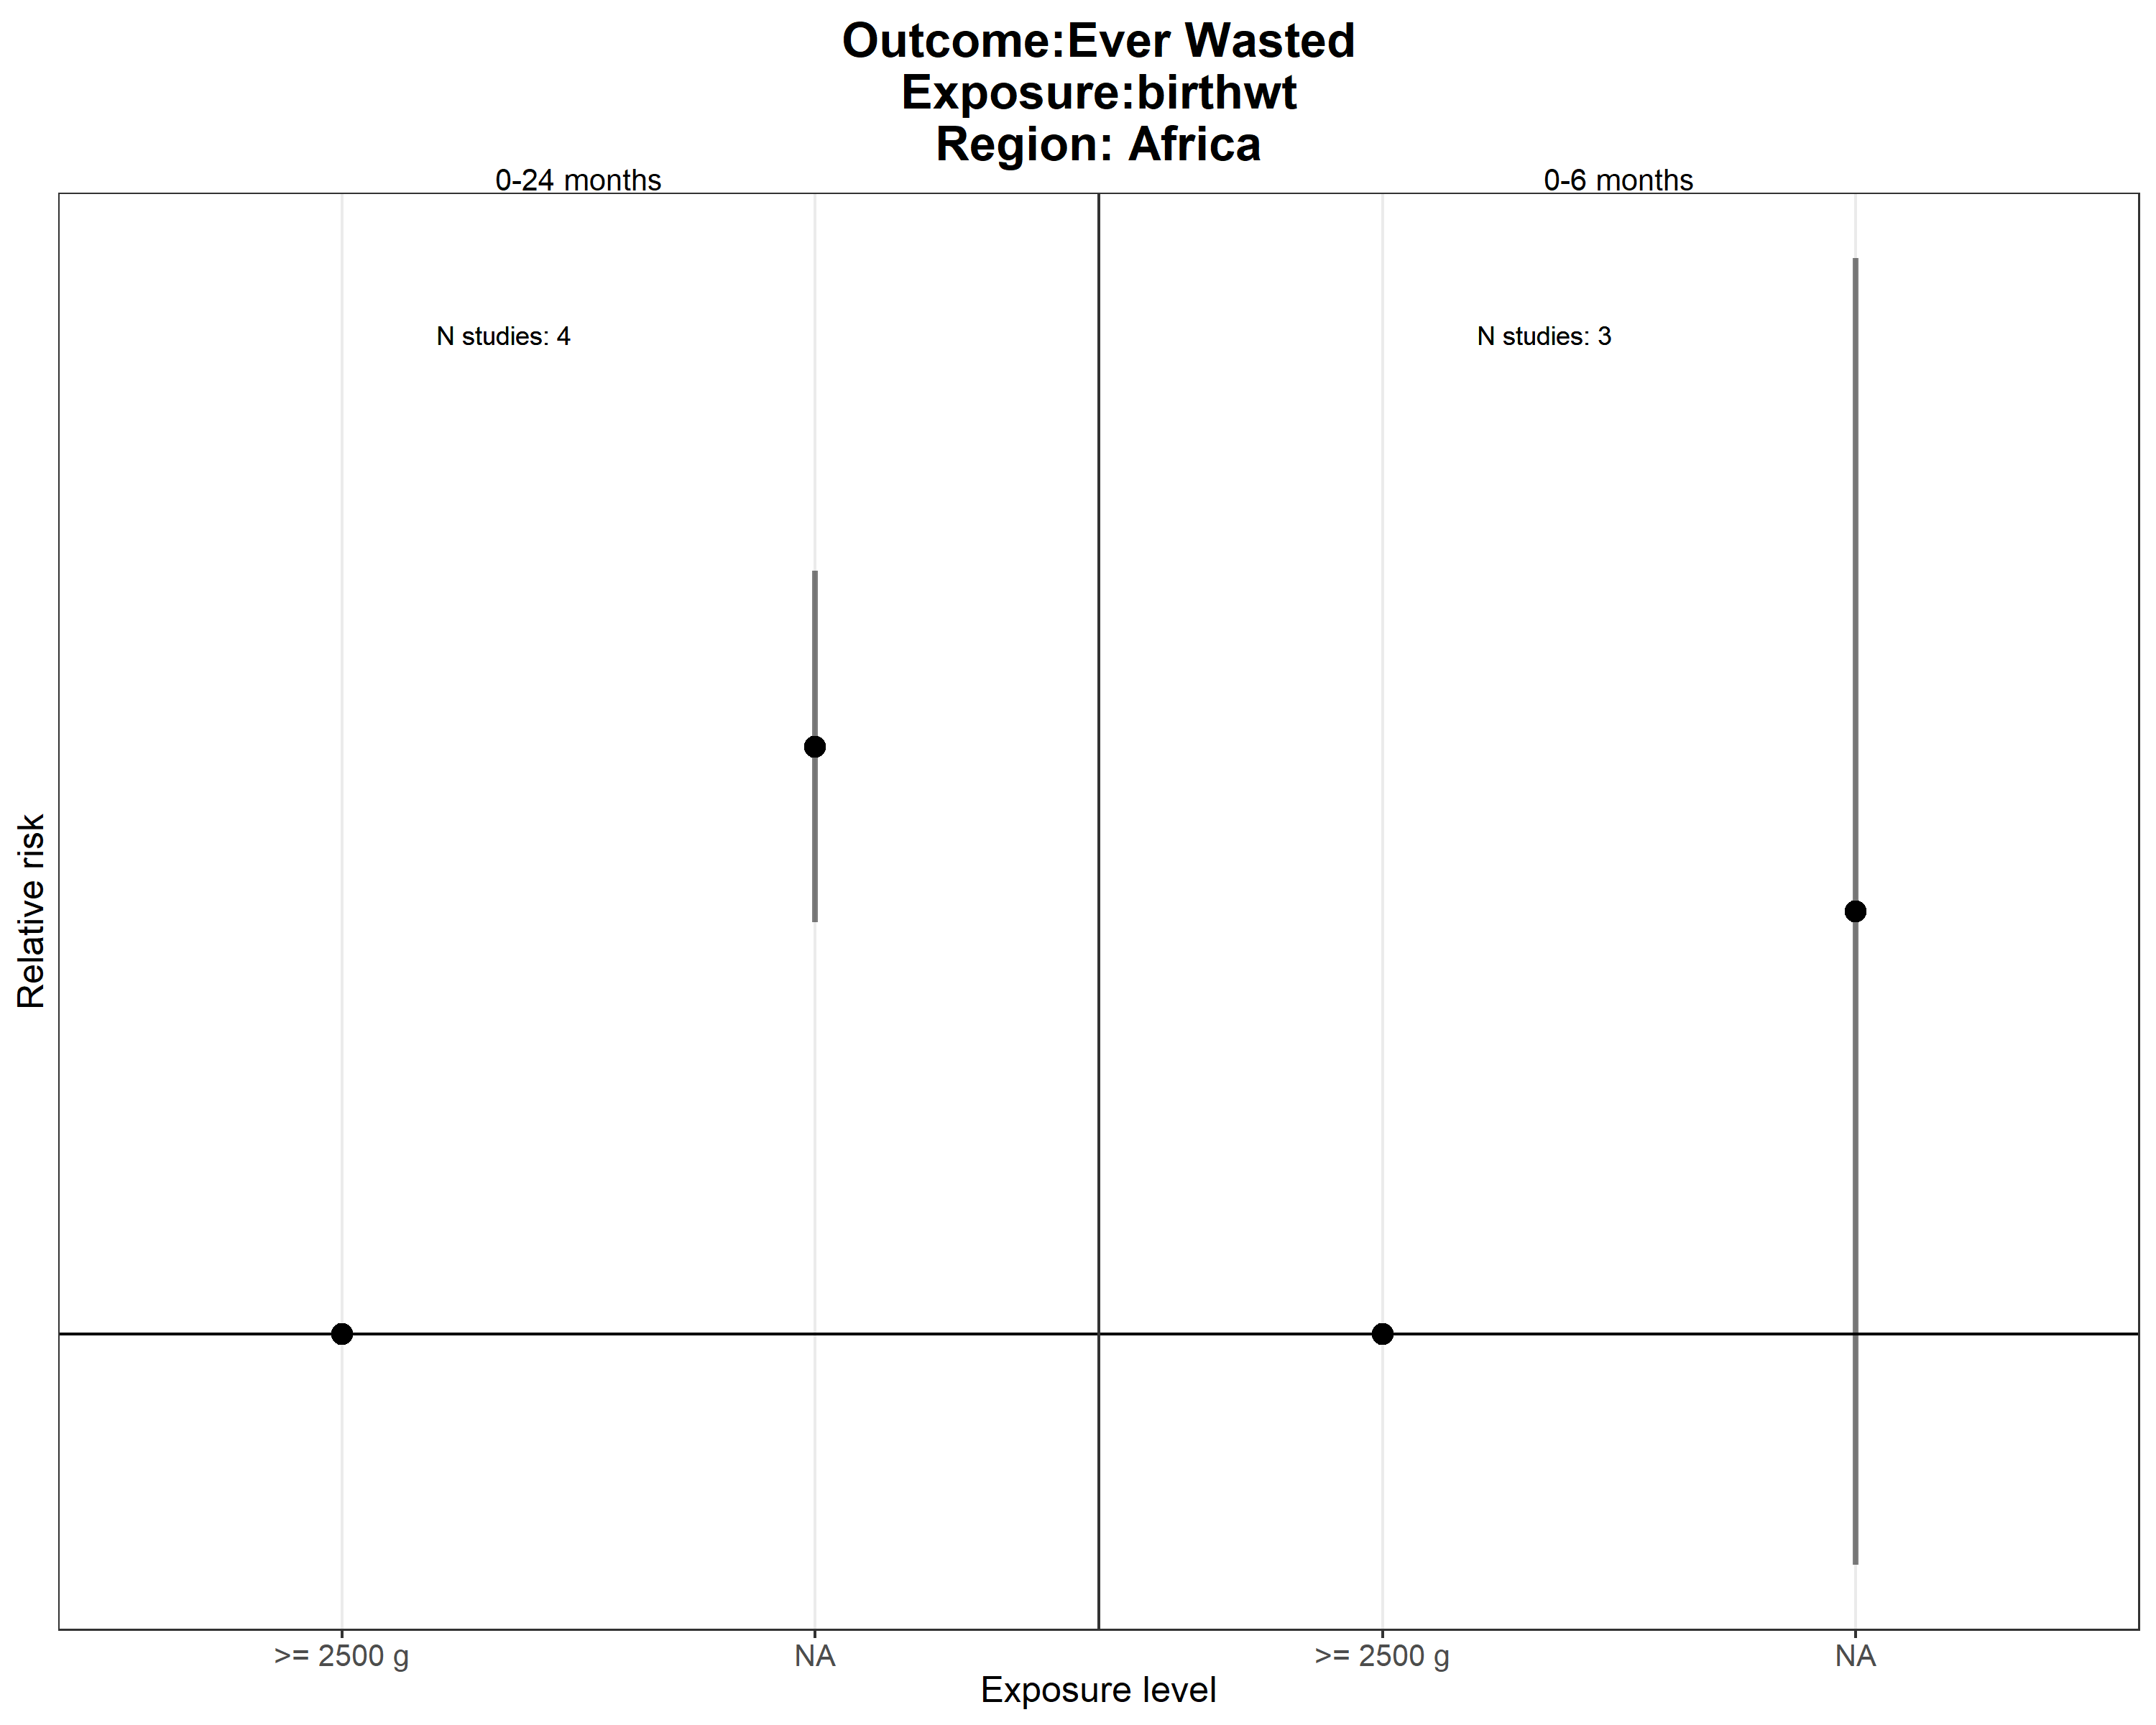 Outcome:Ever Wasted
Exposure:birthwt
Region: Africa
0-24 months
0-6 months
N studies: 4
N studies: 3
Relative risk
>= 2500 g
NA
>= 2500 g
NA
Exposure level